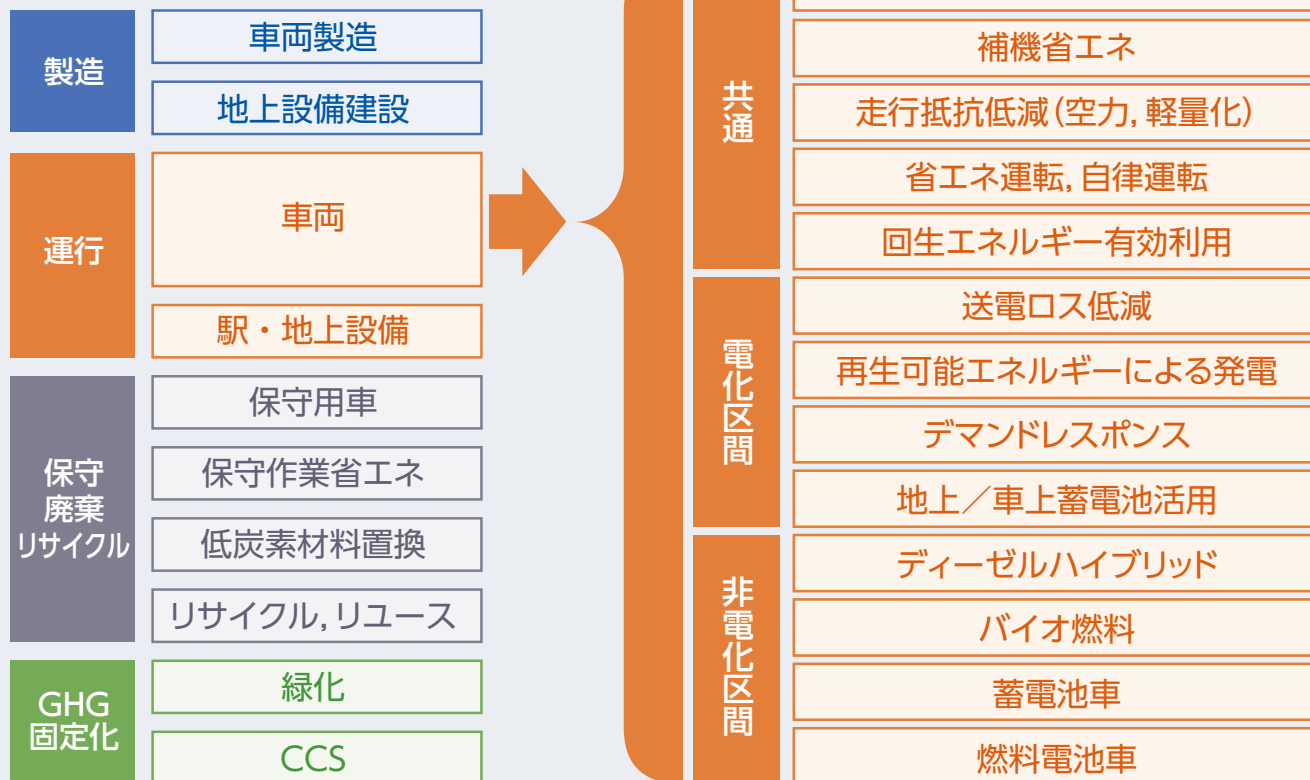 製造
車両製造
地上設備建設
運行
車両
駅・地上設備
保守
廃棄
リサイクル
保守用車
保守作業省エネ
低炭素材料置換
リサイクル, リユース
GHG
固定化
緑化
CCS
共通
補機省エネ
走行抵抗低減（空力, 軽量化）
省エネ運転, 自律運転
回生エネルギー有効利用
電化区間
送電ロス低減
再生可能エネルギーによる発電
デマンドレスポンス
地上／車上蓄電池活用
非電化区間
ディーゼルハイブリッド
バイオ燃料
蓄電池車
燃料電池車